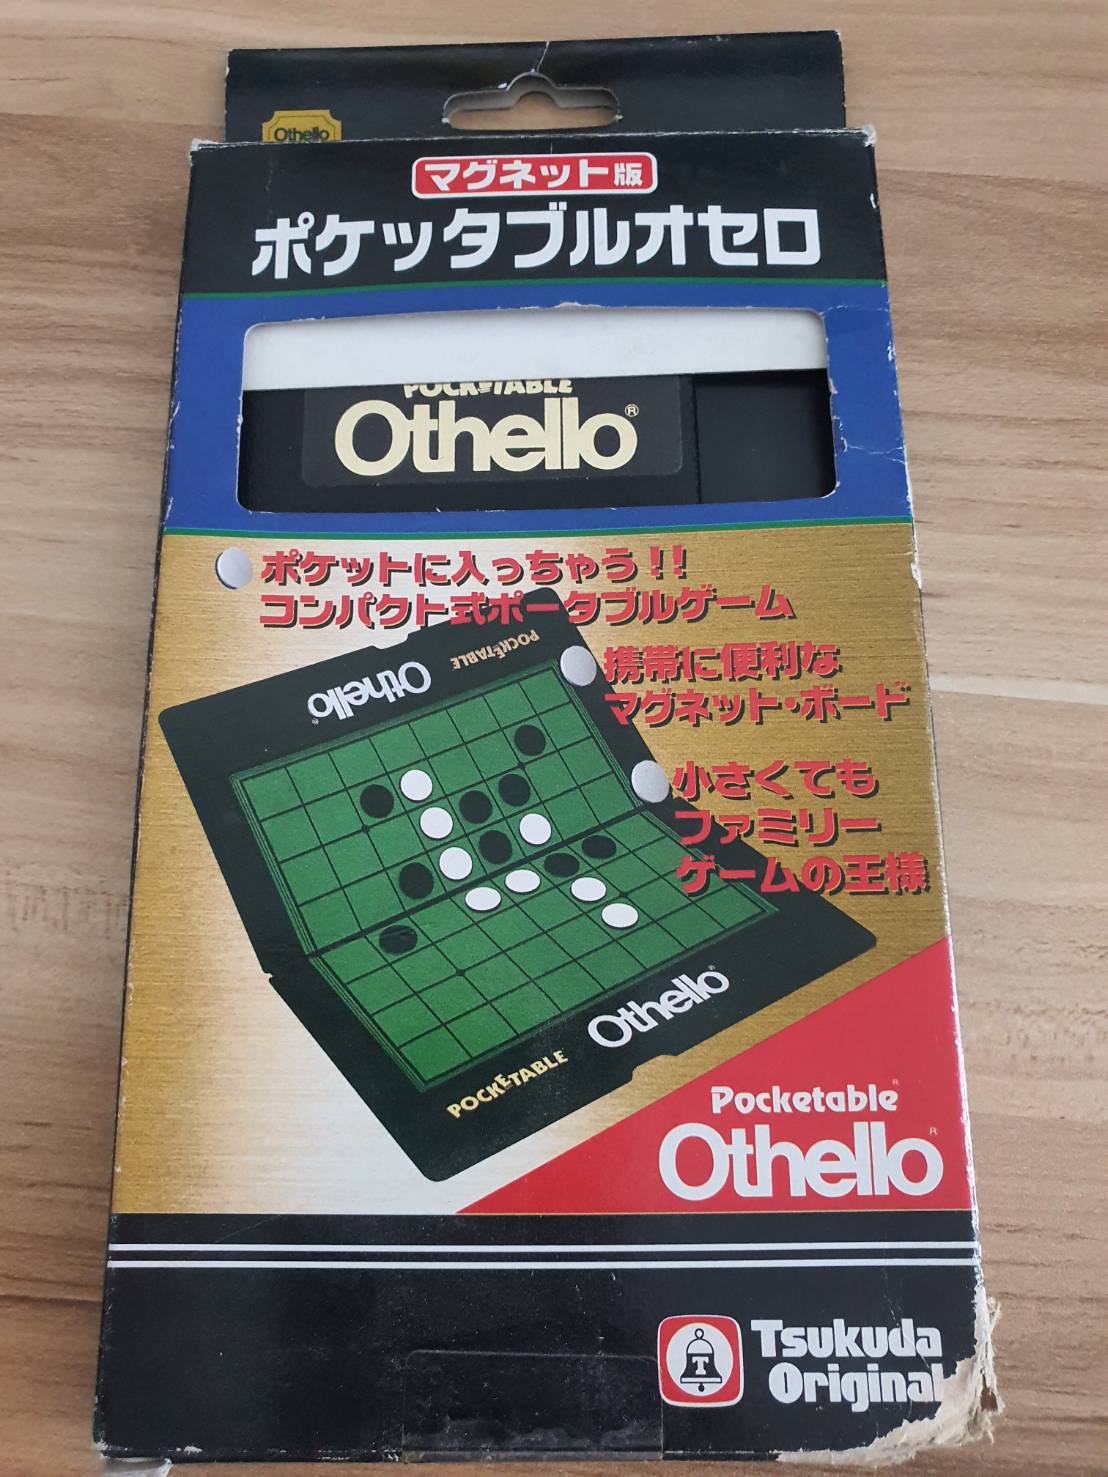 Othello
マグネット版
ポケッタブルオセロ
POCKETABLE
Othello®
ポケットに入っちゃう!!
コンパクト式ポータブルゲーム
携帯に便利な
マグネット・ボード
小さくても
ファミリー
ゲームの王様
POCKETABLE
Othello®
Othello®
POCKETABLE
Pocketable®
Othello®
T
Tsukuda
Original